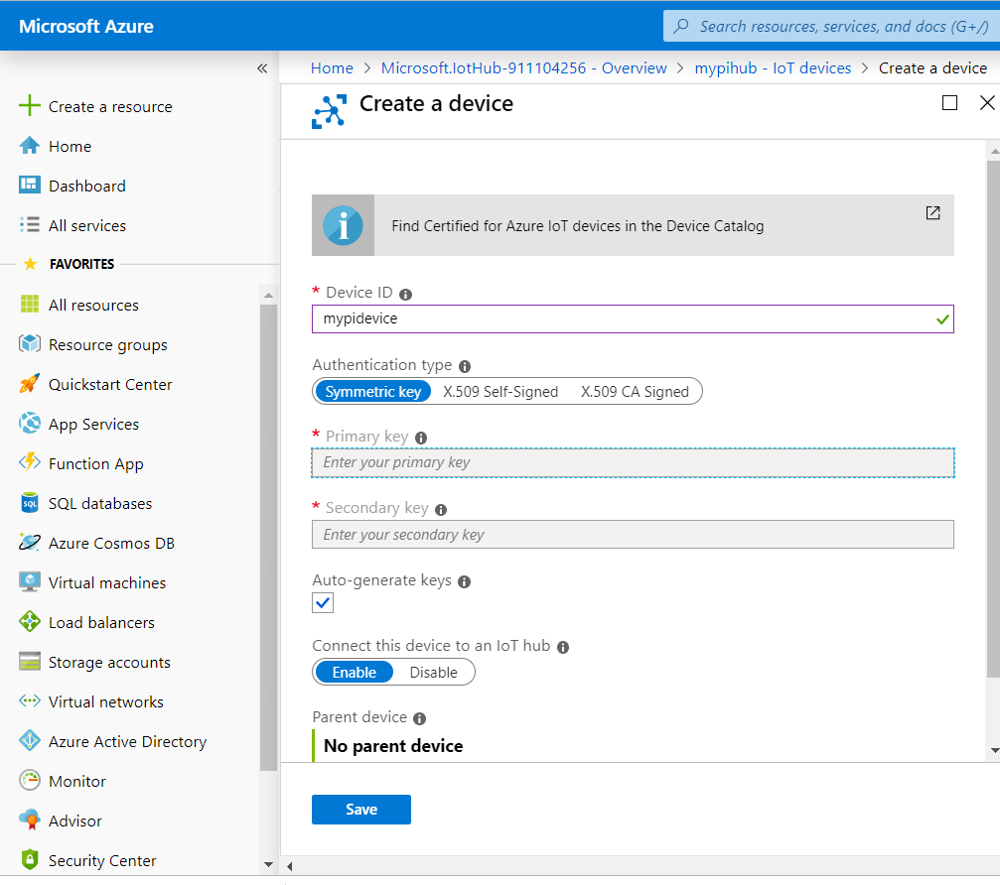 Microsoft Azure
Search resources, services, and docs (G+/)
«
Home > Microsoft.IotHub-911104256 - Overview > mypihub - IoT devices > Create a device
Create a device
Create a resource
Home
Dashboard
All services
FAVORITES
All resources
Resource groups
Quickstart Center
App Services
Function App
SQL databases
Azure Cosmos DB
Virtual machines
Load balancers
Storage accounts
Virtual networks
Azure Active Directory
Monitor
Advisor
Security Center
Find Certified for Azure IoT devices in the Device Catalog
* Device ID
mypidevice
Authentication type
Symmetric key X.509 Self-Signed X.509 CA Signed
* Primary key
Enter your primary key
* Secondary key
Enter your secondary key
Auto-generate keys
Connect this device to an IoT hub
Enable Disable
Parent device
No parent device
Save